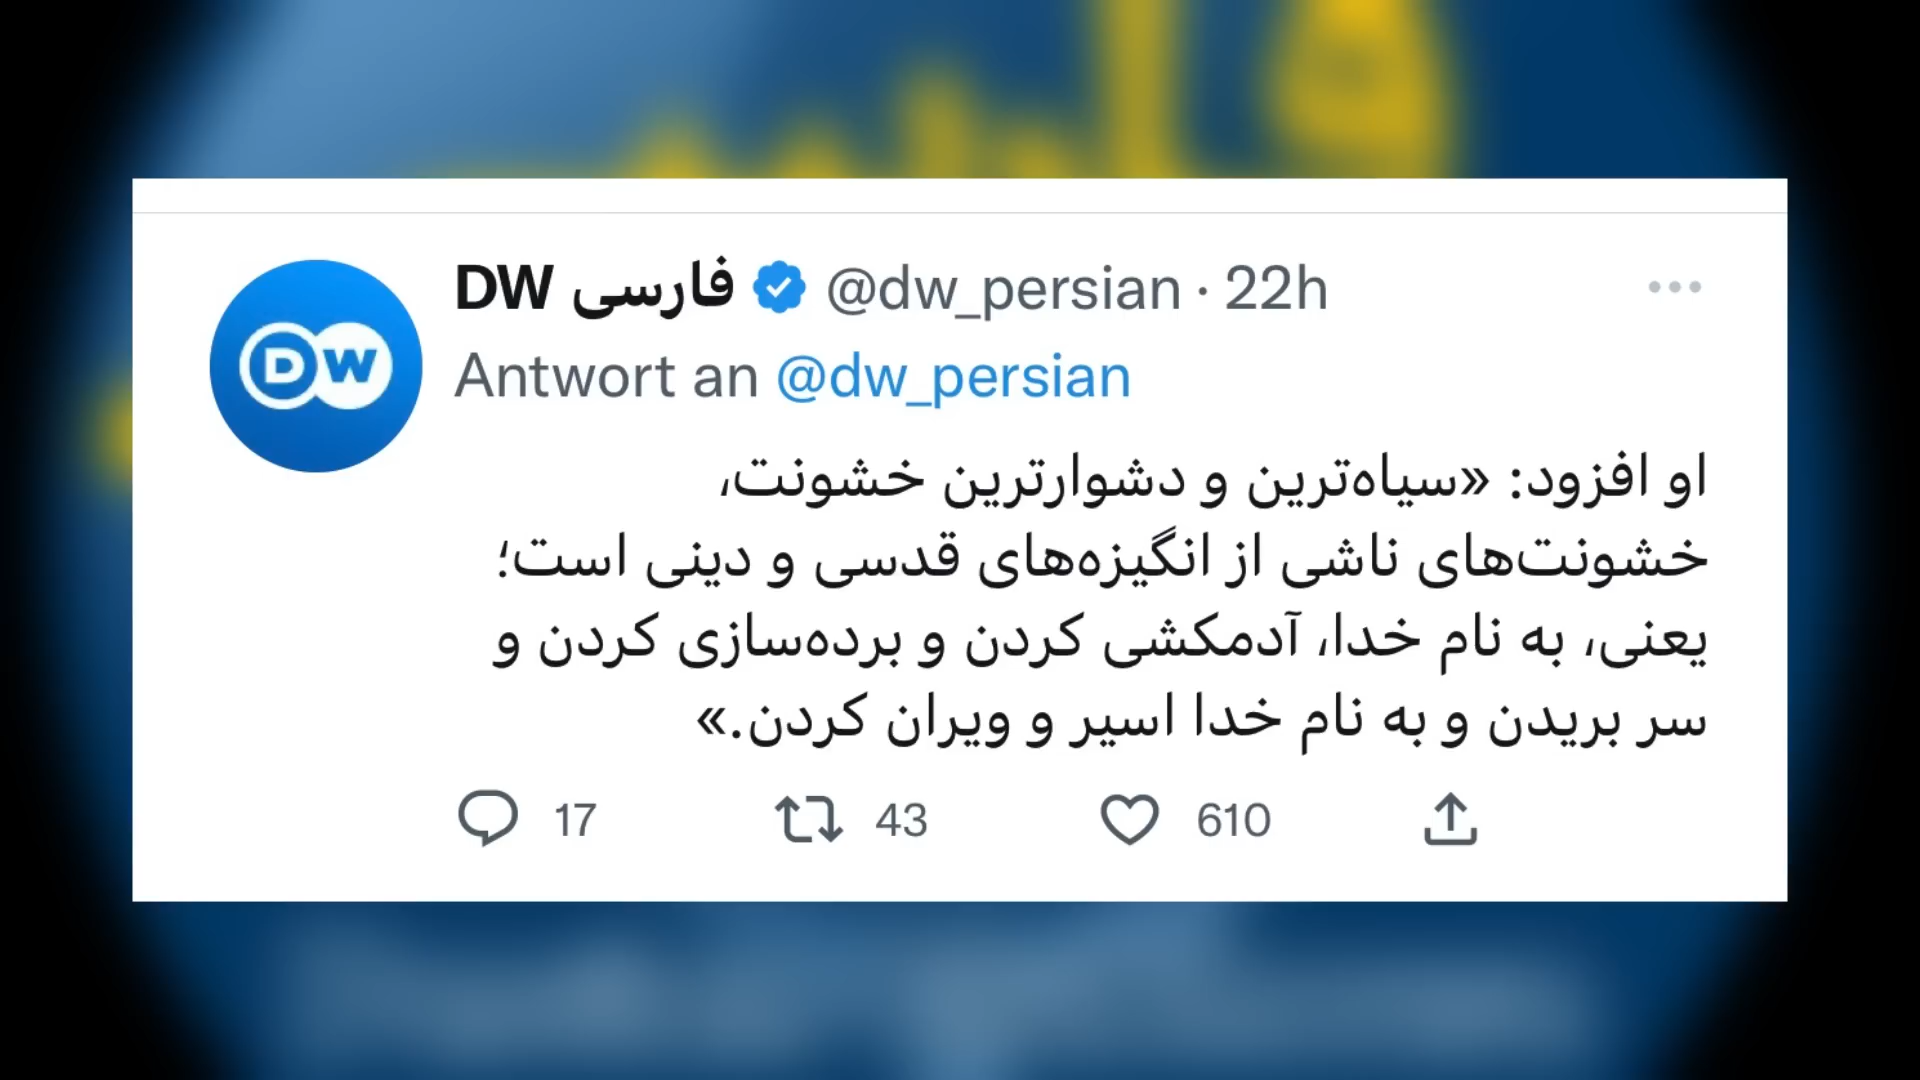 DW فارسی @dw_persian · 22h
DW
Antwort an @dw_persian
او افزود: «سیاه‌ترین و دشوارترین خشونت،
خشونت‌های ناشی از انگیزه‌های قدسی و دینی است؛
یعنی، به نام خدا، آدمکشی کردن و برده‌سازی کردن و
سر بریدن و به نام خدا اسیر و ویران کردن.»
17 43 610